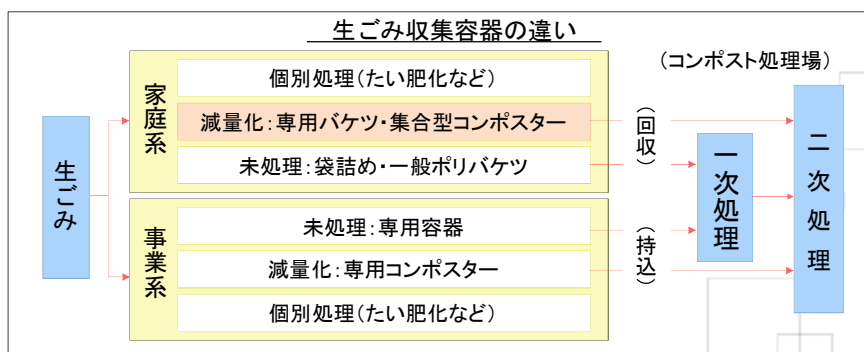 生ごみ収集容器の違い
(コンポスト処理場)
生ごみ
家庭系
個別処理(たい肥化など)
減量化:専用バケツ・集合型コンポスター
未処理:袋詰め・一般ポリバケツ
(回収)
事業系
未処理:専用容器
減量化:専用コンポスター
個別処理(たい肥化など)
(持込)
一次処理
二次処理